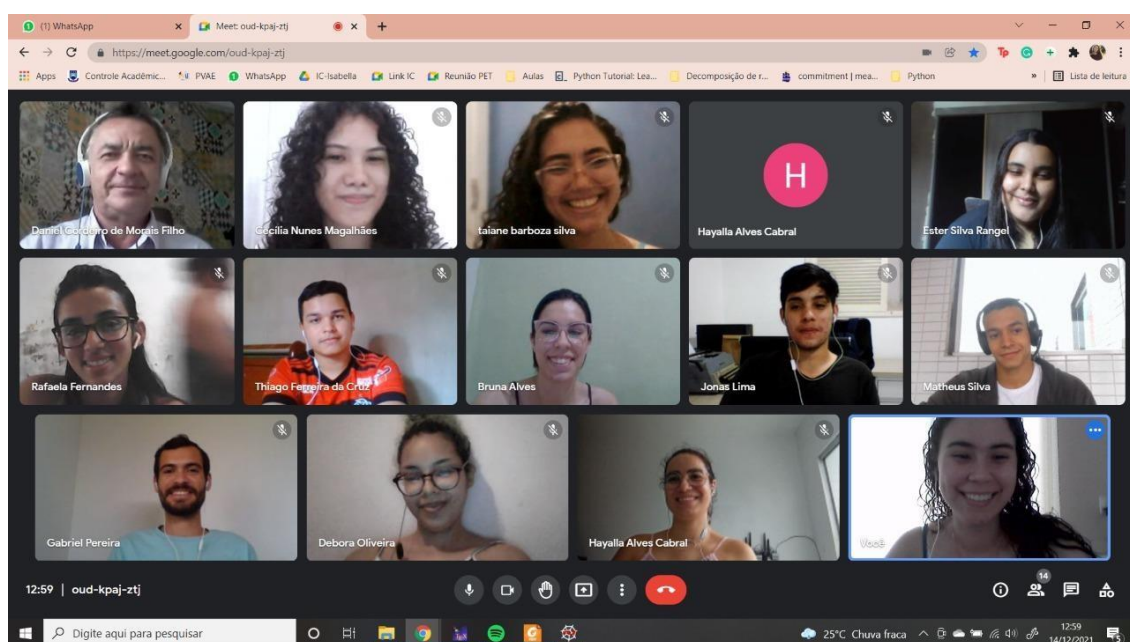 (1) WhatsApp
Meet: oud-kpaj-ztj
https://meet.google.com/oud-kpaj-ztj
Apps
Controle Acadêmic...
PVAE
WhatsApp
IC-Isabella
Link IC
Reunião PET
Aulas
Python Tutorial: Lea...
Decomposição de r...
commitment | mea...
Python
»
Lista de leitura
Daniel Cordeiro de Morais Filho
Cecília Nunes Magalhães
taiane barboza silva
H
Hayalla Alves Cabral
Ester Silva Rangel
Rafaela Fernandes
Thiago Ferreira da Cruz
Bruna Alves
Jonas Lima
Matheus Silva
Gabriel Pereira
Debora Oliveira
Hayalla Alves Cabral
Você
12:59 | oud-kpaj-ztj
14
Digite aqui para pesquisar
25°C Chuva fraca
12:59
14/12/2021